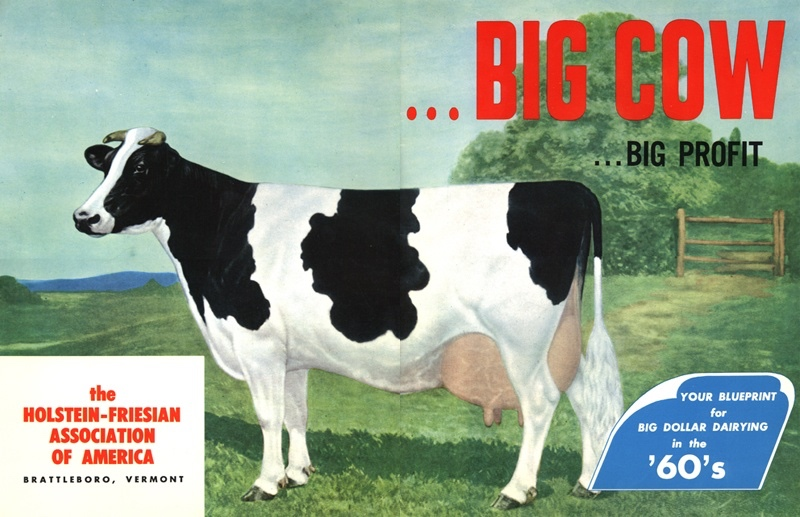 ...BIG COW
...BIG PROFIT
the
HOLSTEIN-FRIESIAN
ASSOCIATION
OF AMERICA
BRATTLEBORO, VERMONT
YOUR BLUEPRINT
for
BIG DOLLAR DAIRYING
in the
'60's